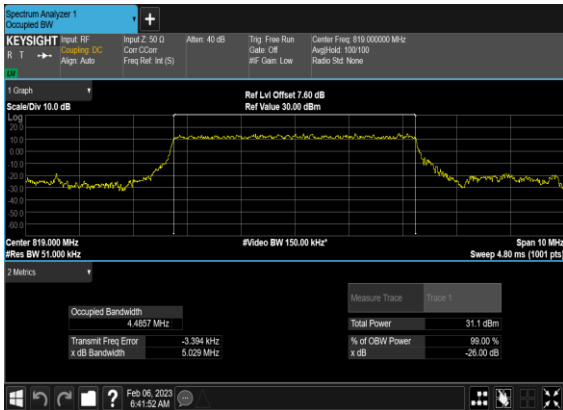 Spectrum Analyzer 1
Occupied BW
+
KEYSIGHT
R T
LXI
Input: RF
Coupling: DC
Align: Auto
Input Z: 50 Ω
Corr CCorr
Freq Ref: Int (S)
Atten: 40 dB
Trig: Free Run
Gate: Off
#IF Gain: Low
Center Freq: 819.000000 MHz
Avg|Hold: 100/100
Radio Std: None
1 Graph
Scale/Div 10.0 dB
Ref Lvl Offset 7.60 dB
Ref Value 30.00 dBm
Log
20.0
10.0
0.00
-10.0
-20.0
-30.0
-40.0
-50.0
-60.0
Center 819.000 MHz
#Res BW 51.000 kHz
#Video BW 150.00 kHz*
Span 10 MHz
Sweep 4.80 ms (1001 pts)
2 Metrics
Measure Trace Trace 1
Occupied Bandwidth
4.4857 MHz
Total Power 31.1 dBm
Transmit Freq Error -3.394 kHz
% of OBW Power 99.00 %
x dB Bandwidth 5.029 MHz
x dB -26.00 dB
?
Feb 06, 2023
6:41:52 AM